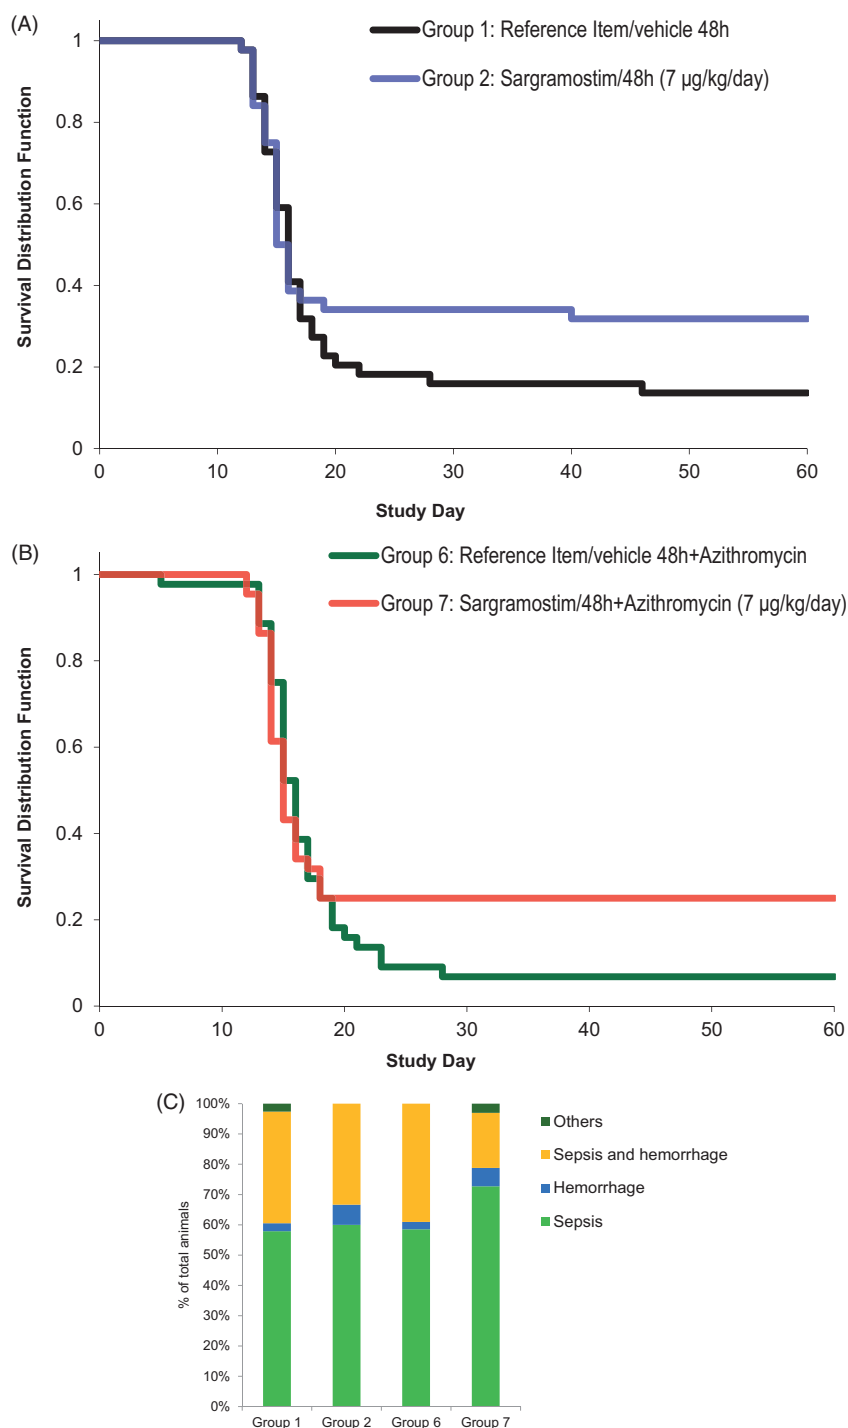 (A)
Group 1: Reference Item/vehicle 48h
Group 2: Sargramostim/48h (7 µg/kg/day)
1
0.8
0.6
0.4
0.2
0
Survival Distribution Function
0 10 20 30 40 50 60
Study Day
(B)
Group 6: Reference Item/vehicle 48h+Azithromycin
Group 7: Sargramostim/48h+Azithromycin (7 µg/kg/day)
1
0.8
0.6
0.4
0.2
0
Survival Distribution Function
0 10 20 30 40 50 60
Study Day
(C)
100%
90%
80%
70%
60%
50%
40%
30%
20%
10%
0%
% of total animals
Group 1 Group 2 Group 6 Group 7
Others
Sepsis and hemorrhage
Hemorrhage
Sepsis